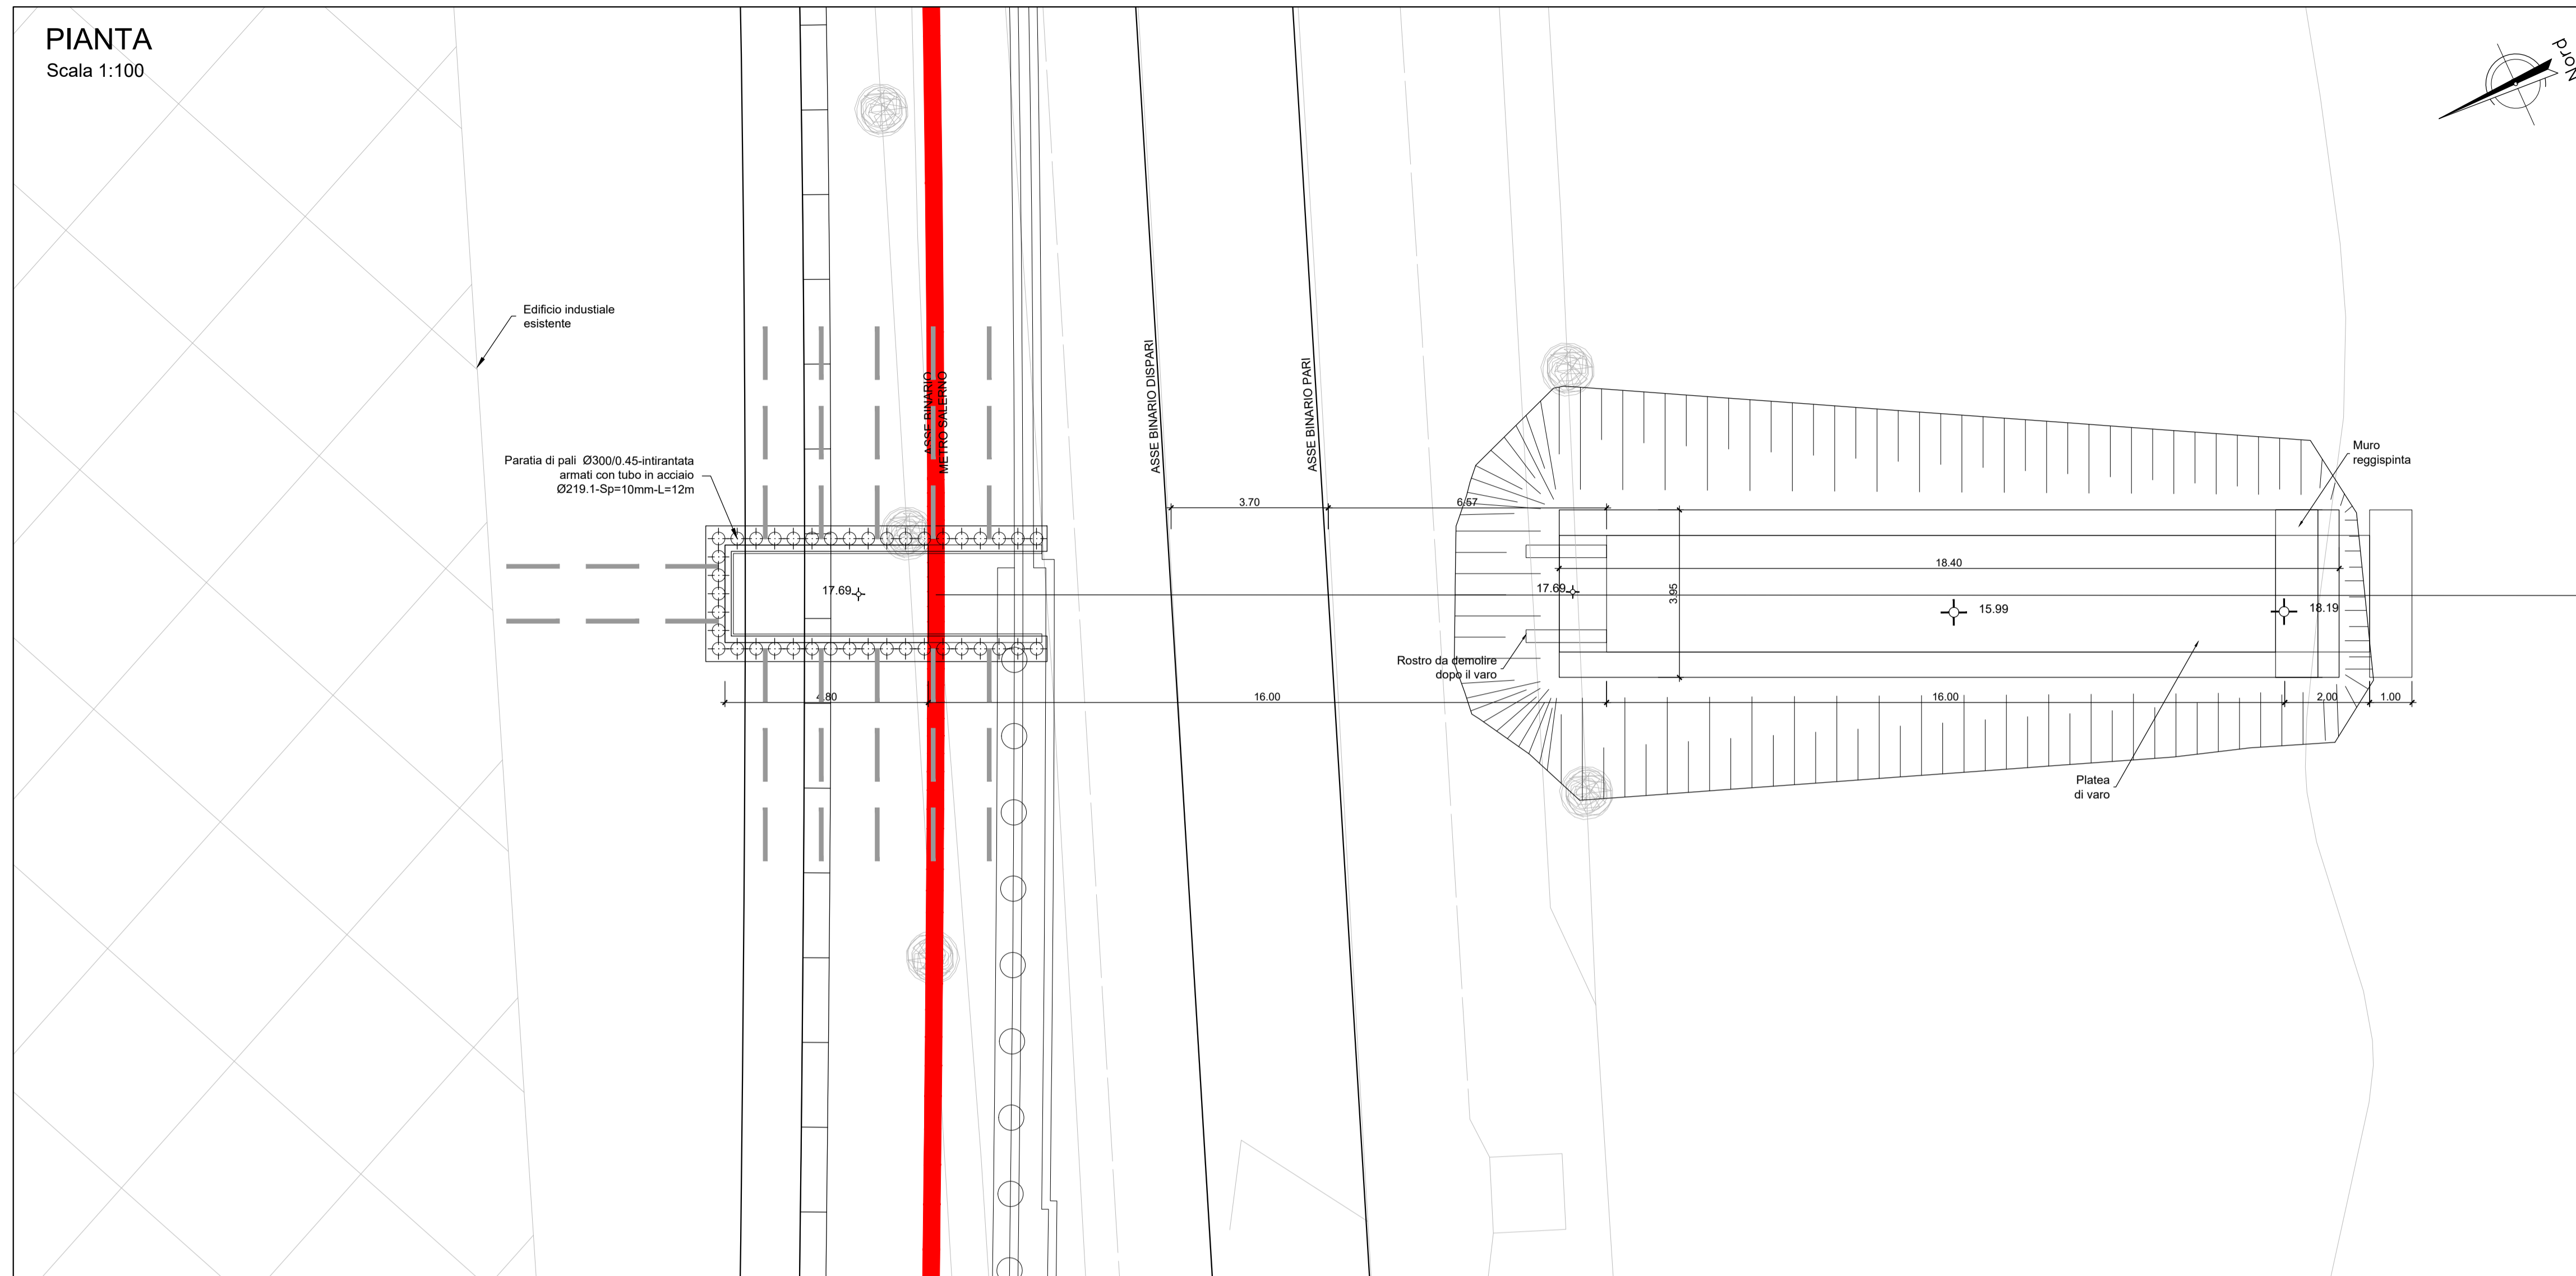 PIANTA
Scala 1:100
Nord
Edificio industiale
esistente
Paratia di pali Ø300/0.45-intirantata
armati con tubo in acciaio
Ø219.1-Sp=10mm-L=12m
ASSE BINARIO
METRO SALERNO
ASSE BINARIO DISPARI
ASSE BINARIO PARI
Muro
reggispinta
3.70
6.57
18.40
17.69
17.69
3.95
15.99
18.19
Rostro da demolire
dopo il varo
4.80
16.00
16.00
2.00
1.00
Platea
di varo